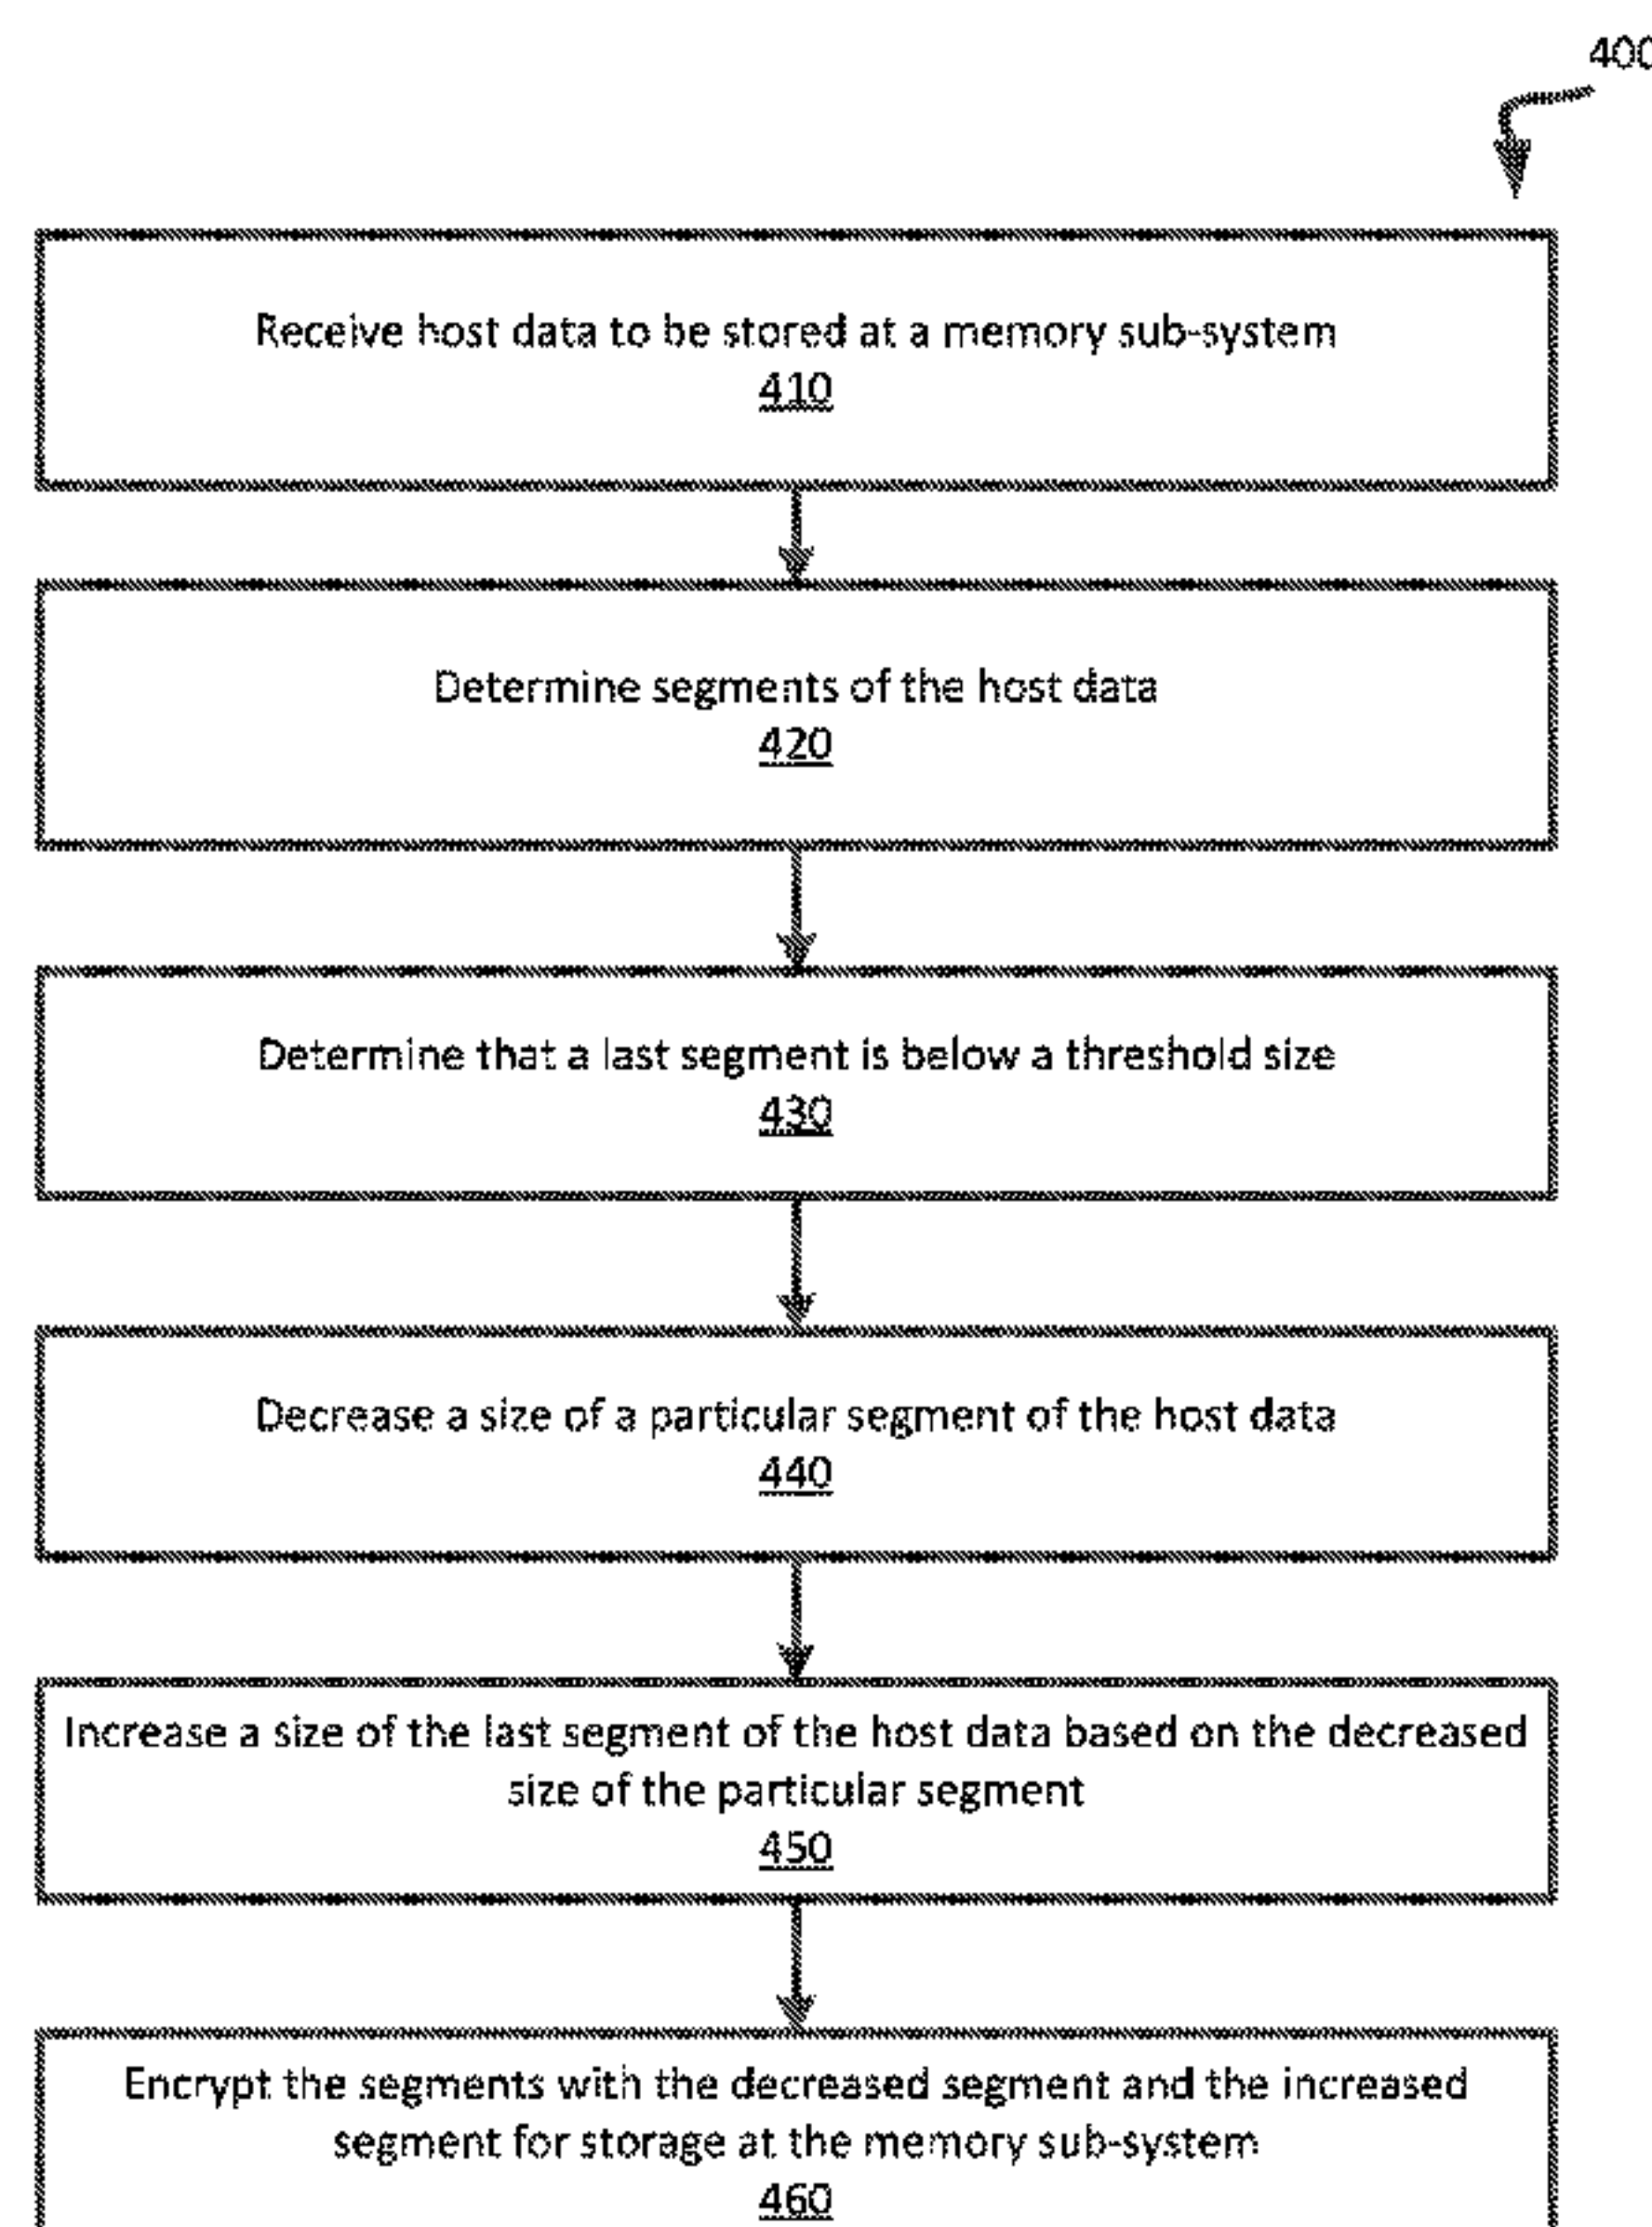 400
Receive host data to be stored at a memory sub-system
410
Determine segments of the host data
420
Determine that a last segment is below a threshold size
430
Decrease a size of a particular segment of the host data
440
Increase a size of the last segment of the host data based on the decreased
size of the particular segment
450
Encrypt the segments with the decreased segment and the increased
segment for storage at the memory sub-system
460